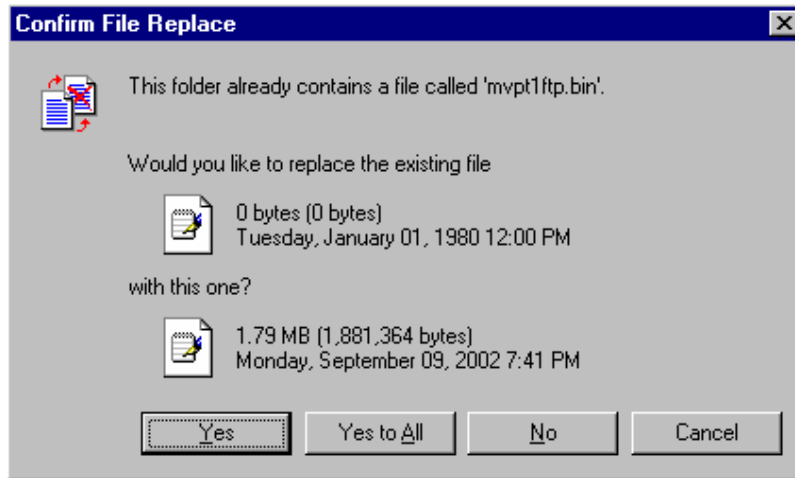 Confirm File Replace
This folder already contains a file called 'mvpt1ftp.bin'.
Would you like to replace the existing file
0 bytes (0 bytes)
Tuesday, January 01, 1980 12:00 PM
with this one?
1.79 MB (1,881,364 bytes)
Monday, September 09, 2002 7:41 PM
Yes
Yes to All
No
Cancel